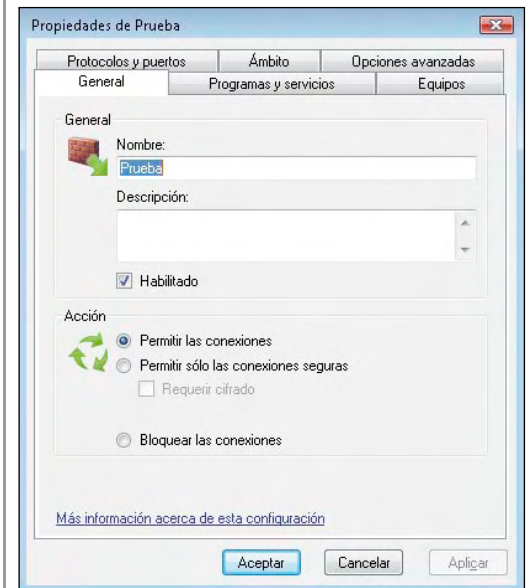 Propiedades de Prueba
Protocolos y puertos Ámbito Opciones avanzadas
General Programas y servicios Equipos
General
Nombre:
Prueba
Descripción:
Habilitado
Acción
Permitir las conexiones
Permitir sólo las conexiones seguras
Requerir cifrado
Bloquear las conexiones
Más información acerca de esta configuración
Aceptar Cancelar Aplicar